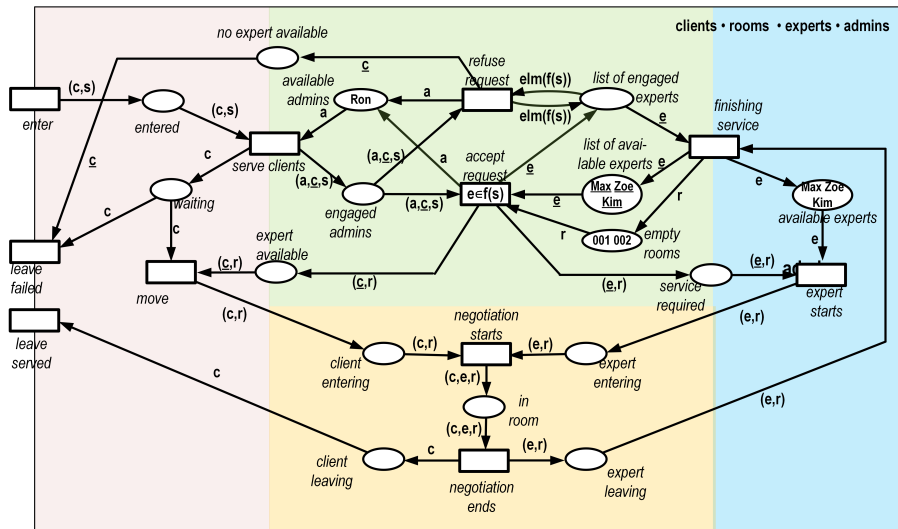 clients • rooms • experts • admins
no expert available
c
refuse
request
elm(f(s))
elm(f(s))
list of engaged
experts
available
admins
Ron
a
a
(c,s)
enter
entered
(c,s)
finishing
service
e
c
serve clients
(a,c,s)
(a,c,s)
a
accept
request
e∈f(s)
e
list of avai-
lable experts
Max Zoe
Kim
e
e
e
Max Zoe
Kim
available experts
c
waiting
c
c
engaged
admins
(a,c,s)
r
r
001 002
empty
rooms
e
leave
failed
move
(c,r)
expert
available
(c,r)
(e,r)
service
required
(e,r)
ad
expert
starts
leave
served
(c,r)
client
entering
(c,r)
negotiation
starts
(e,r)
expert
entering
(e,r)
(c,e,r)
in
room
(c,e,r)
c
(e,r)
client
leaving
c
negotiation
ends
(e,r)
expert
leaving